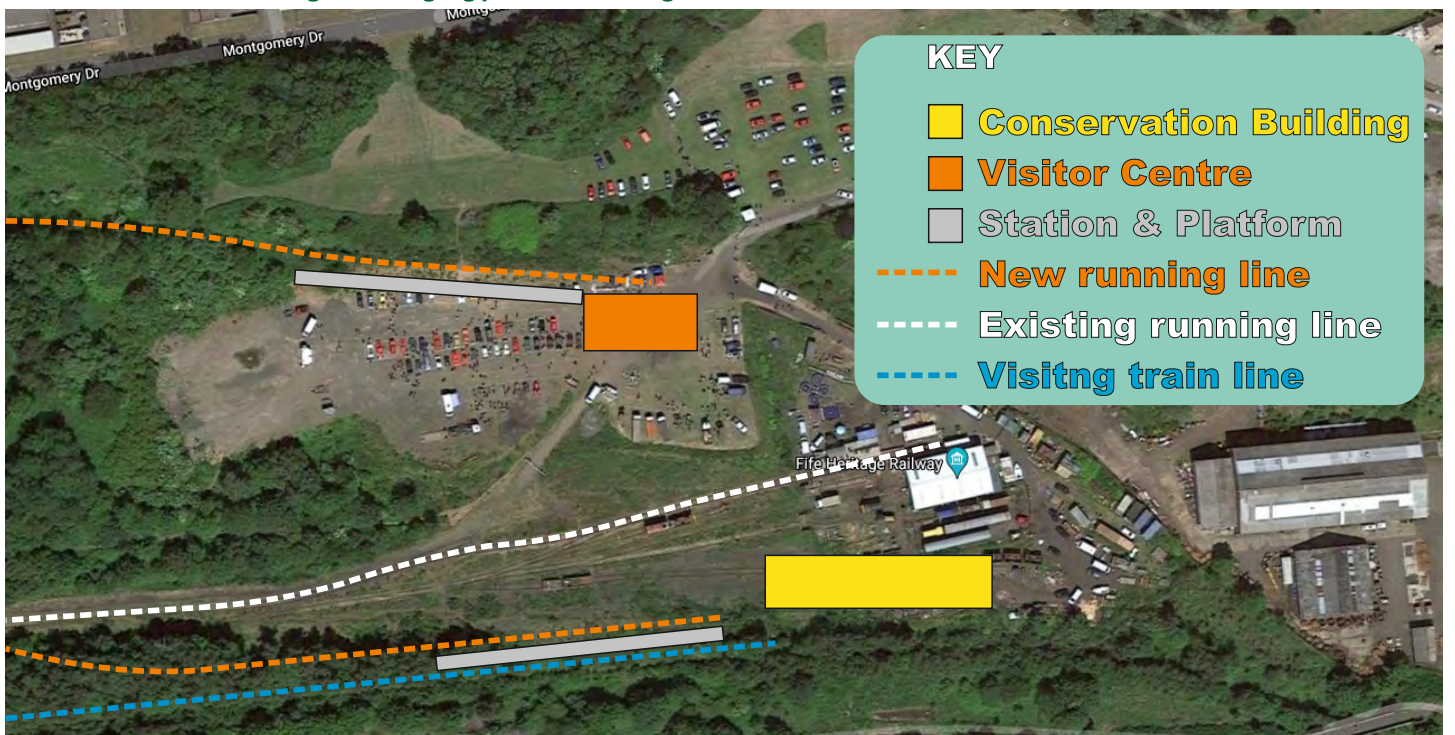 Montgomery Dr
Montgomery Dr
KEY
Conservation Building
Visitor Centre
Station & Platform
New running line
Existing running line
Visitng train line
Fife Heritage Railway